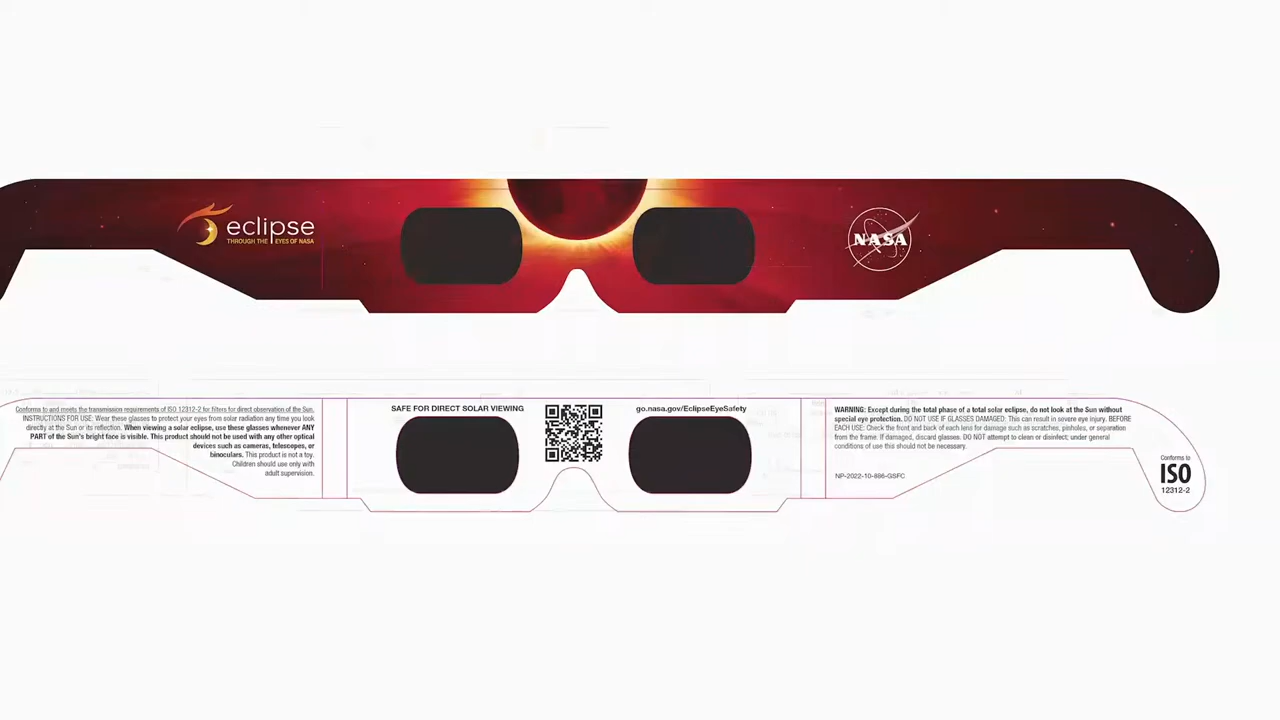 eclipse
THROUGH THE EYES OF NASA
NASA
Conforms to and meets the transmission requirements of ISO 12312-2 for filters for direct observation of the Sun.
INSTRUCTIONS FOR USE: Wear these glasses to protect your eyes from solar radiation any time you look
directly at the Sun or its reflection. When viewing a solar eclipse, use these glasses whenever ANY
PART of the Sun's bright face is visible. This product should not be used with any other optical
devices such as cameras, telescopes, or
binoculars. This product is not a toy.
Children should use only with
adult supervision.
SAFE FOR DIRECT SOLAR VIEWING
go.nasa.gov/EclipseEyeSafety
WARNING: Except during the total phase of a total solar eclipse, do not look at the Sun without
special eye protection. DO NOT USE IF GLASSES DAMAGED: This can result in severe eye injury. BEFORE
EACH USE: Check the front and back of each lens for damage such as scratches, pinholes, or separation
from the frame. If damaged, discard glasses. DO NOT attempt to clean or disinfect; under general
conditions of use this should not be necessary.
NP-2022-10-886-GSFC
Conforms to
ISO
12312-2